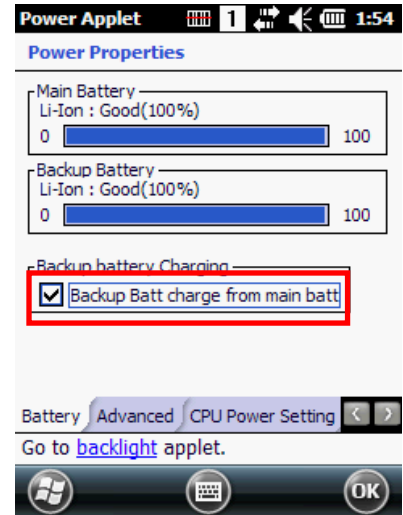 Power Applet 1 1:54
Power Properties
Main Battery
Li-Ion : Good(100%)
0 100
Backup Battery
Li-Ion : Good(100%)
0 100
Backup battery Charging
Backup Batt charge from main batt
Battery Advanced CPU Power Setting
Go to backlight applet.
OK